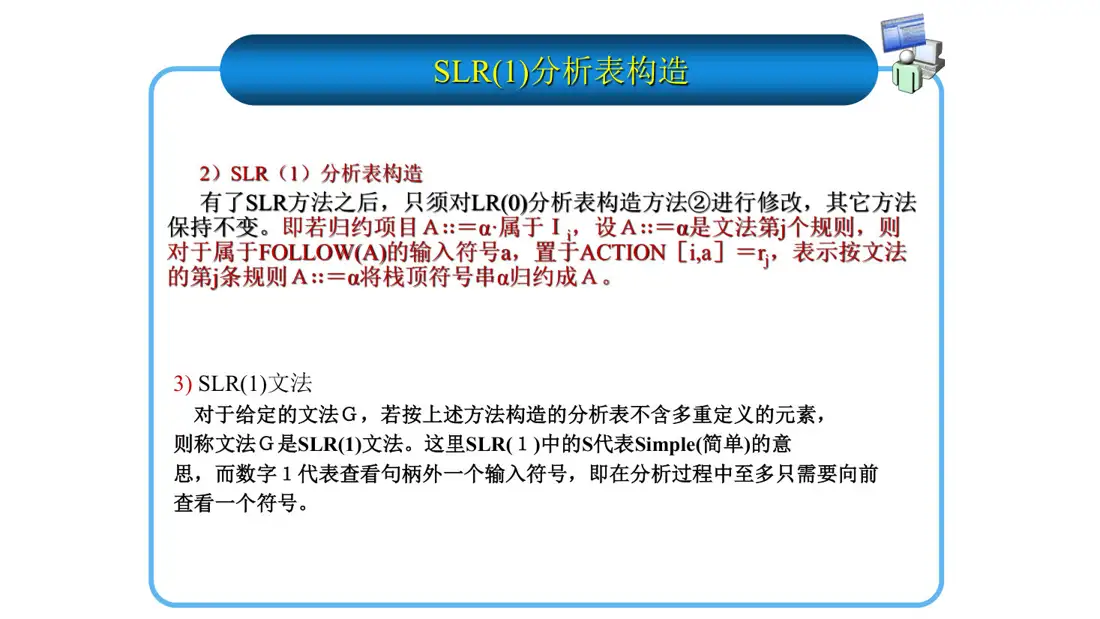 SLR(1)分析表构造
2）SLR（1）分析表构造
有了SLR方法之后，只须对LR(0)分析表构造方法②进行修改，其它方法
保持不变。即若归约项目Ａ∷＝α·属于Ｉi，设Ａ∷＝α是文法第j个规则，则
对于属于FOLLOW(A)的输入符号a，置于ACTION［i,a］＝rj，表示按文法
的第j条规则Ａ∷＝α将栈顶符号串α归约成Ａ。
3) SLR(1)文法
对于给定的文法Ｇ，若按上述方法构造的分析表不含多重定义的元素，
则称文法Ｇ是SLR(1)文法。这里SLR(１)中的S代表Simple(简单)的意
思，而数字１代表查看句柄外一个输入符号，即在分析过程中至多只需要向前
查看一个符号。